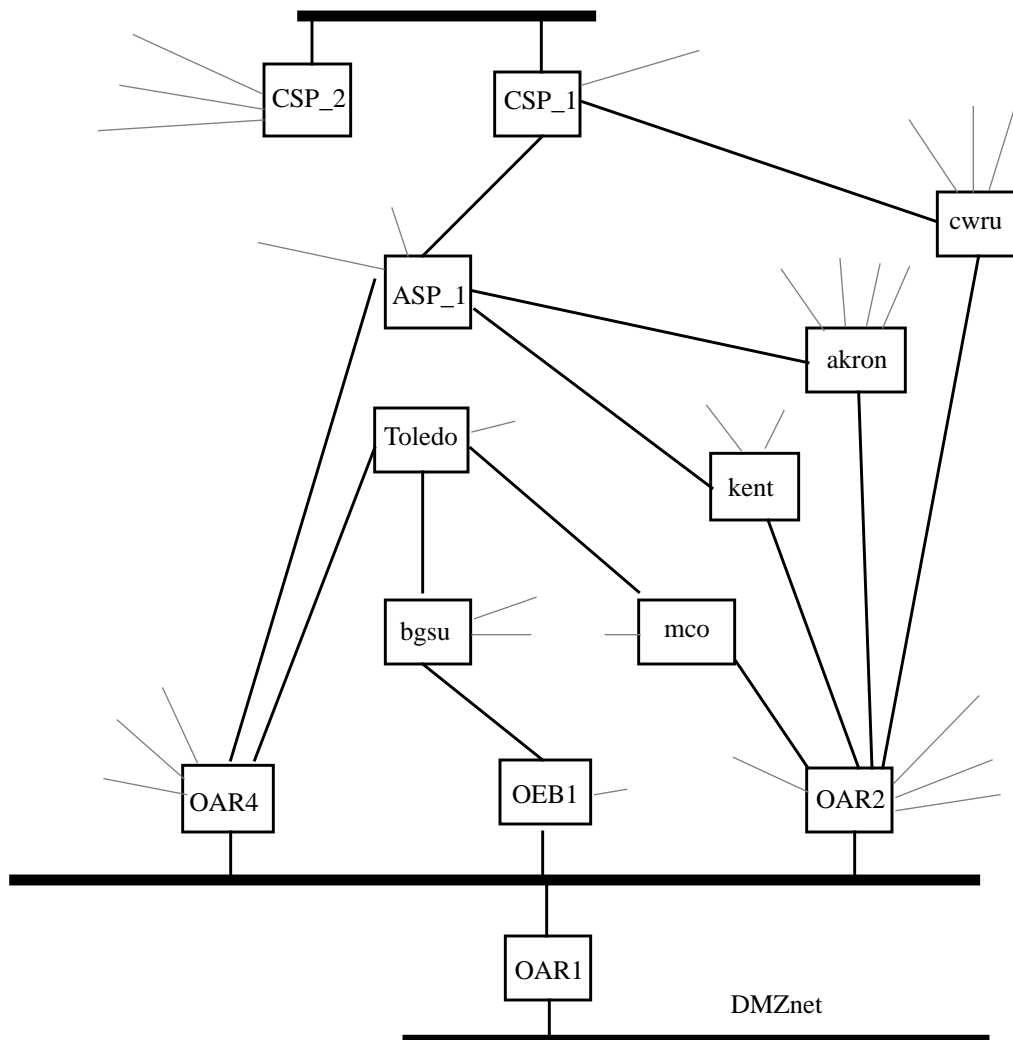 CSP_2
CSP_1
cwru
ASP_1
akron
Toledo
kent
bgsu
mco
OAR4
OEB1
OAR2
OAR1
DMZnet